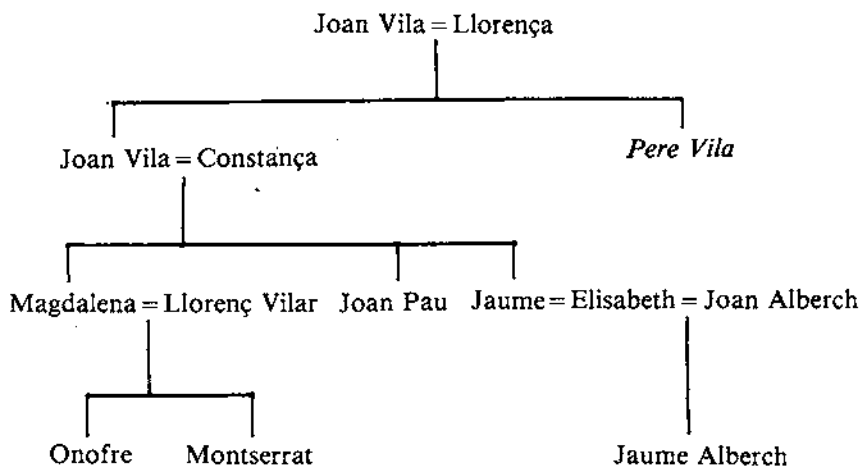 Joan Vila = Llorença
Joan Vila = Constança
Pere Vila
Magdalena = Llorenç Vilar Joan Pau Jaume = Elisabeth = Joan Alberch
Onofre Montserrat Jaume Alberch